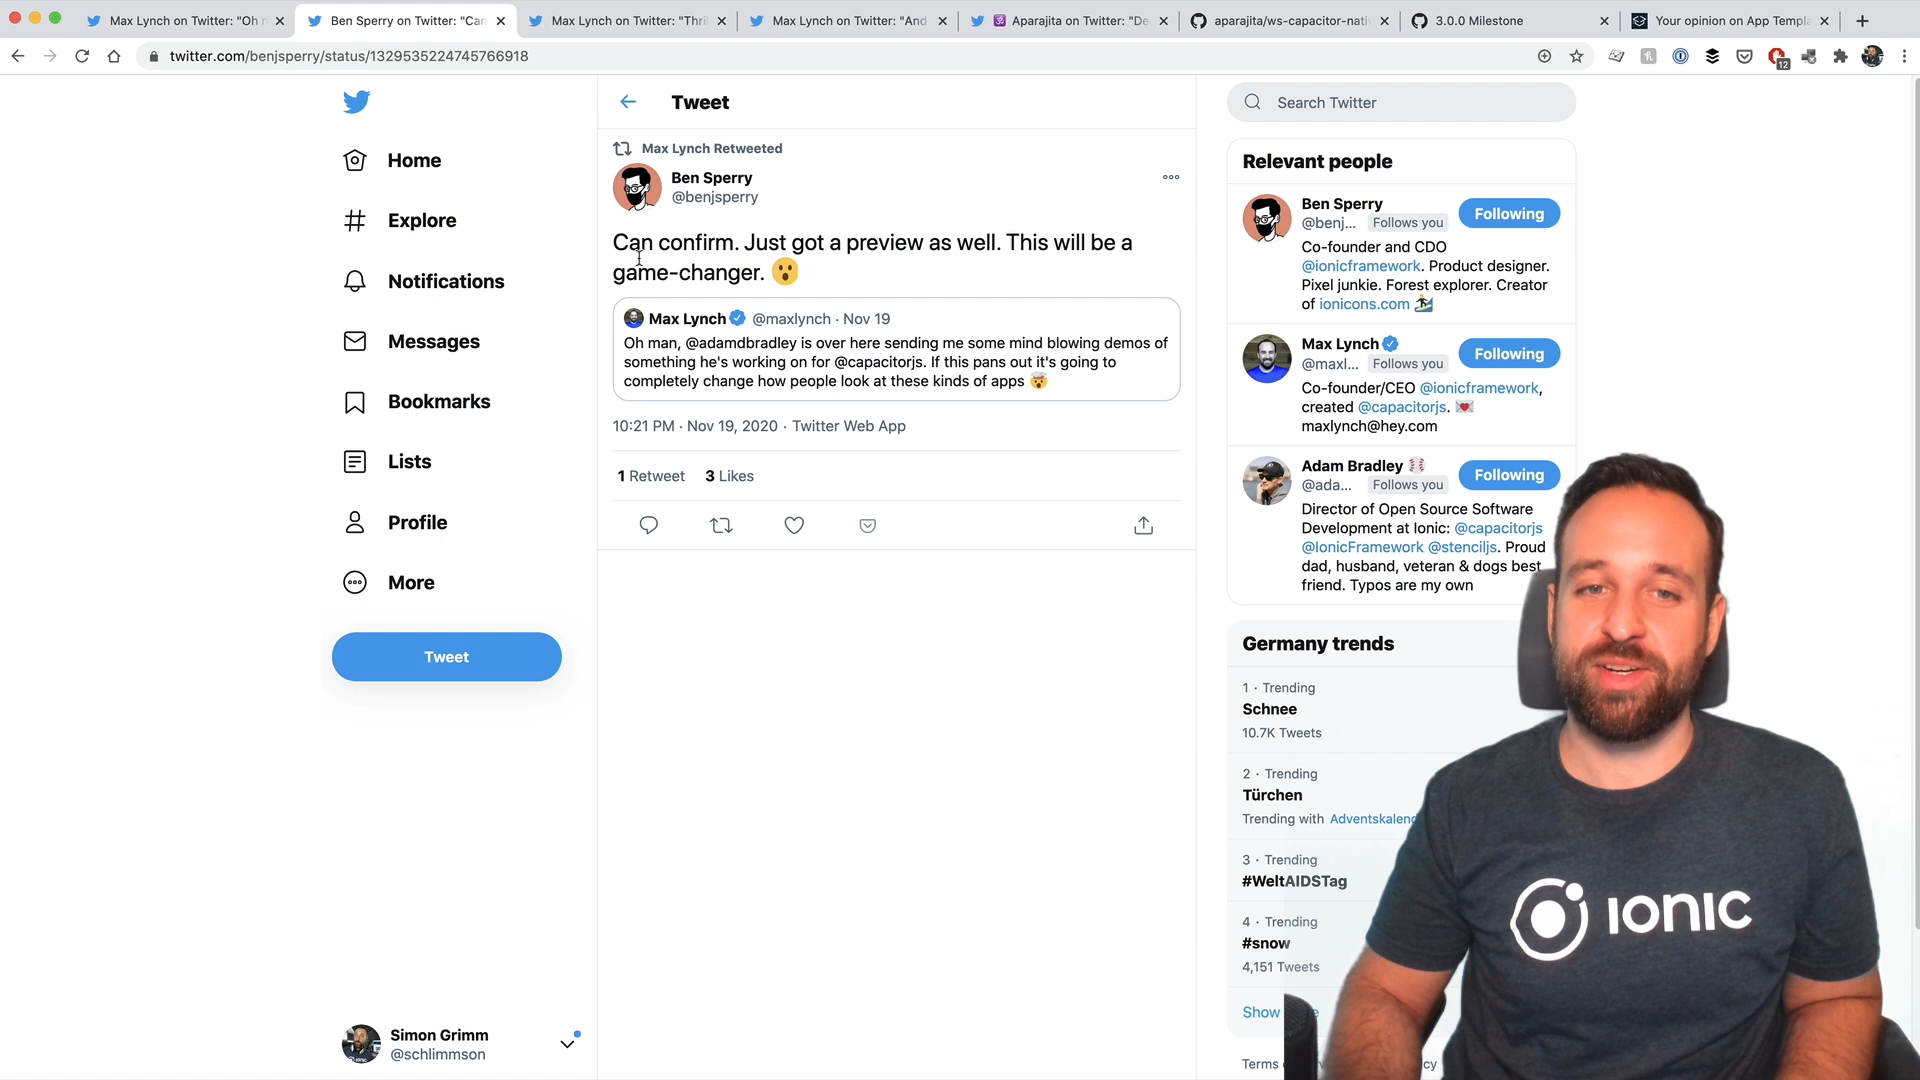 Max Lynch on Twitter: "Oh m
Ben Sperry on Twitter: "Can
Max Lynch on Twitter: "Thri
Max Lynch on Twitter: "And
Aparajita on Twitter: "De
aparajita/ws-capacitor-nati
3.0.0 Milestone
Your opinion on App Templa
twitter.com/benjsperry/status/1329535224745766918
12
Home
Explore
Notifications
Messages
Bookmarks
Lists
Profile
More
Tweet
Simon Grimm
@schlimmson
Tweet
Max Lynch Retweeted
Ben Sperry
@benjsperry
Can confirm. Just got a preview as well. This will be a
game-changer. 😮
Max Lynch @maxlynch · Nov 19
Oh man, @adamdbradley is over here sending me some mind blowing demos of
something he's working on for @capacitorjs. If this pans out it's going to
completely change how people look at these kinds of apps 🤯
10:21 PM · Nov 19, 2020 · Twitter Web App
1 Retweet 3 Likes
Search Twitter
Relevant people
Ben Sperry
@benj... Follows you
Following
Co-founder and CDO
@ionicframework. Product designer.
Pixel junkie. Forest explorer. Creator
of ionicons.com 🏄
Max Lynch
@maxl... Follows you
Following
Co-founder/CEO @ionicframework,
created @capacitorjs. 💌
maxlynch@hey.com
Adam Bradley ⚾
@ada... Follows you
Following
Director of Open Source Software
Development at Ionic: @capacitorjs
@IonicFramework @stenciljs. Proud
dad, husband, veteran & dogs best
friend. Typos are my own
Germany trends
1 · Trending
Schnee
10.7K Tweets
2 · Trending
Türchen
Trending with Adventskalend
3 · Trending
#WeltAIDSTag
4 · Trending
#snow
4,151 Tweets
Show
Terms
IONIC